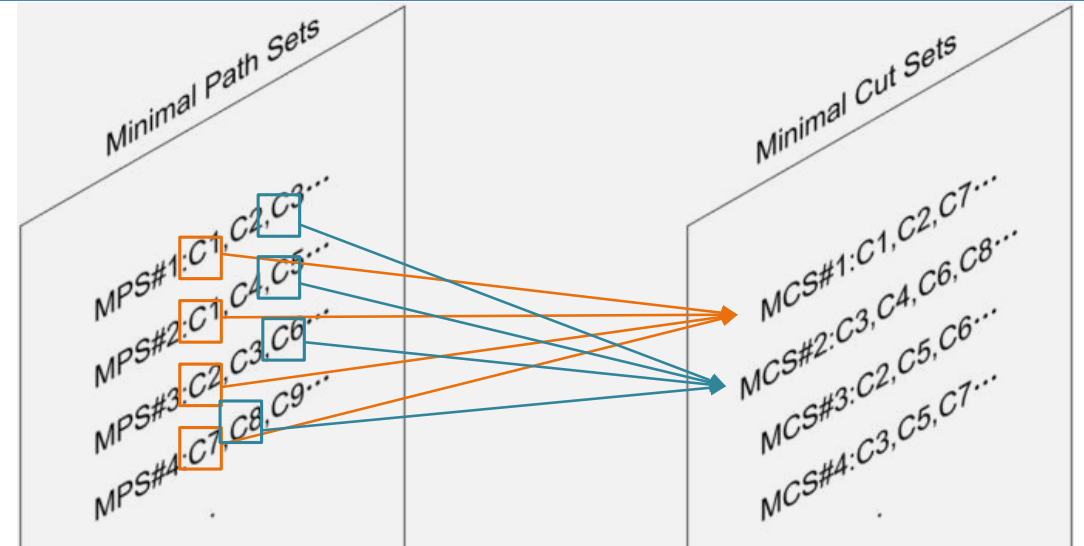 Minimal Path Sets
MPS#1:C1,C2,C3...
MPS#2:C1,C4,C5...
MPS#3:C2,C3,C6...
MPS#4:C7,C8,C9...
.
Minimal Cut Sets
MCS#1:C1,C2,C7...
MCS#2:C3,C4,C6,C8...
MCS#3:C2,C5,C6...
MCS#4:C3,C5,C7...
.